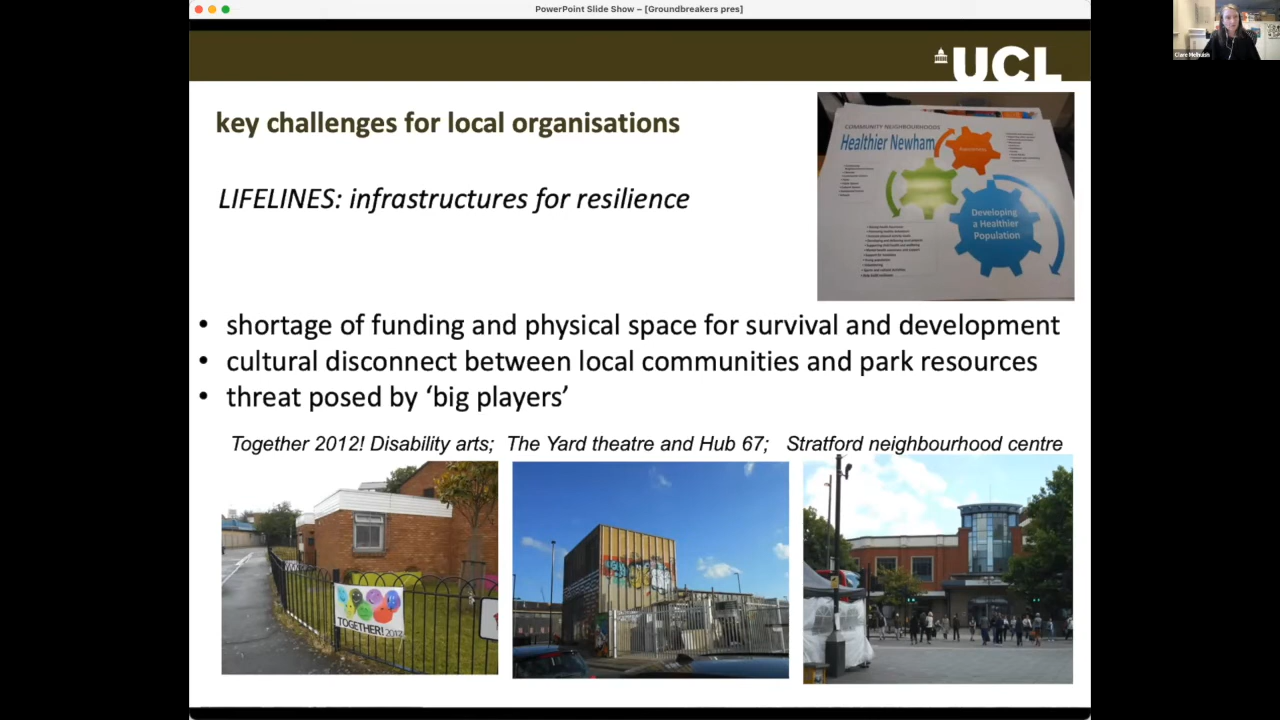 PowerPoint Slide Show – [Groundbreakers pres]
UCL
Clare Melhuish
key challenges for local organisations
LIFELINES: infrastructures for resilience
COMMUNITY NEIGHBOURHOODS
Healthier Newham
Developing
a Healthier
Population
• shortage of funding and physical space for survival and development
• cultural disconnect between local communities and park resources
• threat posed by ‘big players’
Together 2012! Disability arts; The Yard theatre and Hub 67; Stratford neighbourhood centre
TOGETHER! 2012